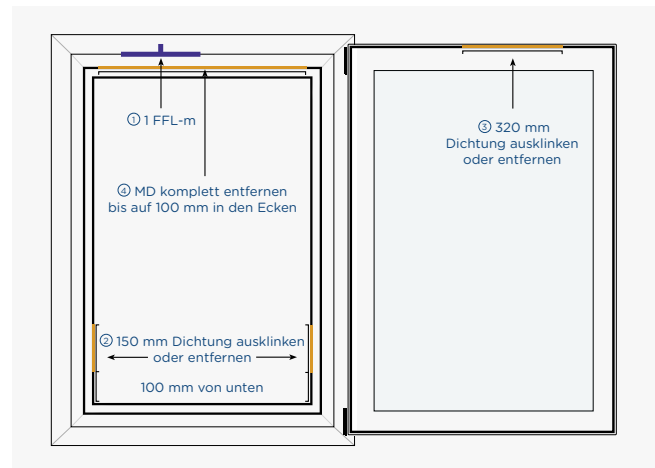 ① 1 FFL-m
③ 320 mm
Dichtung ausklinken
oder entfernen
④ MD komplett entfernen
bis auf 100 mm in den Ecken
② 150 mm Dichtung ausklinken
oder entfernen
100 mm von unten